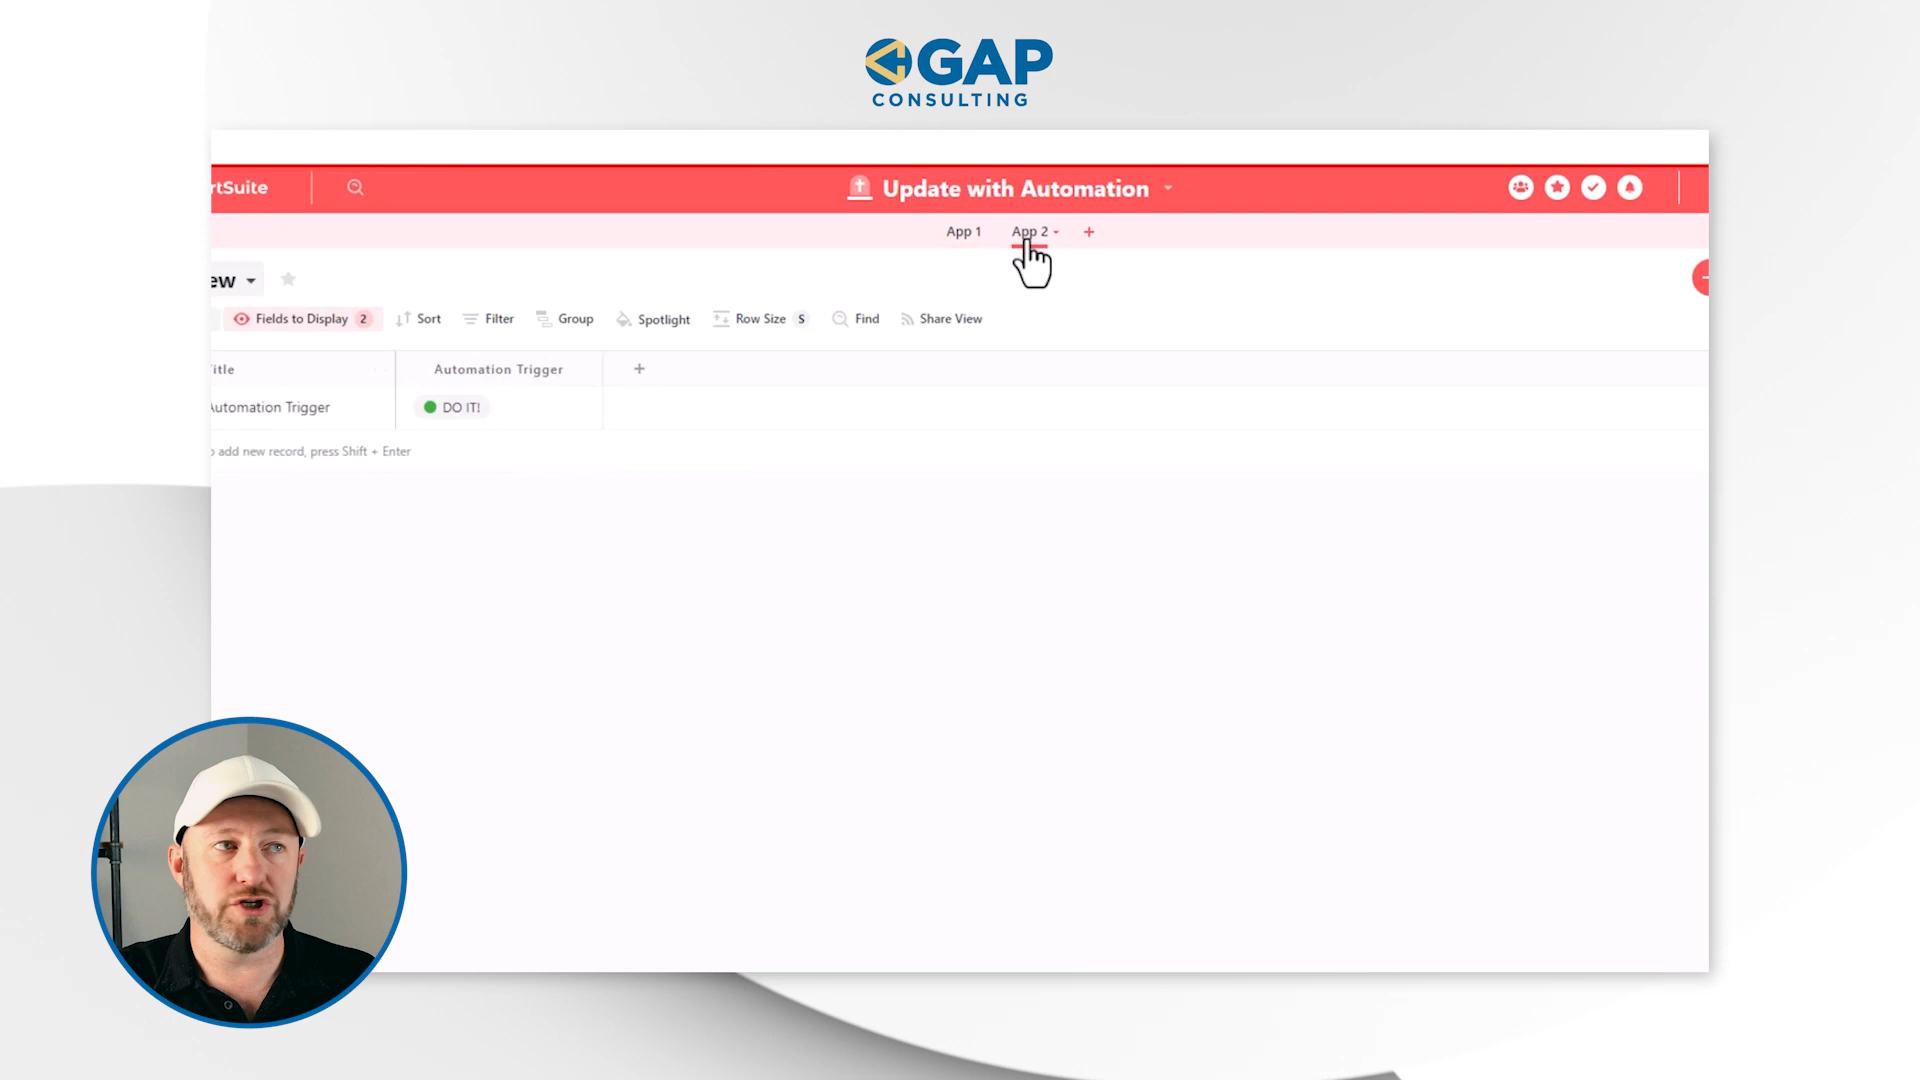 GAP
CONSULTING
rtSuite
Update with Automation
App 1
App 2
ew
Fields to Display 2
Sort
Filter
Group
Spotlight
Row Size S
Find
Share View
itle
Automation Trigger
Automation Trigger
DO IT!
o add new record, press Shift + Enter